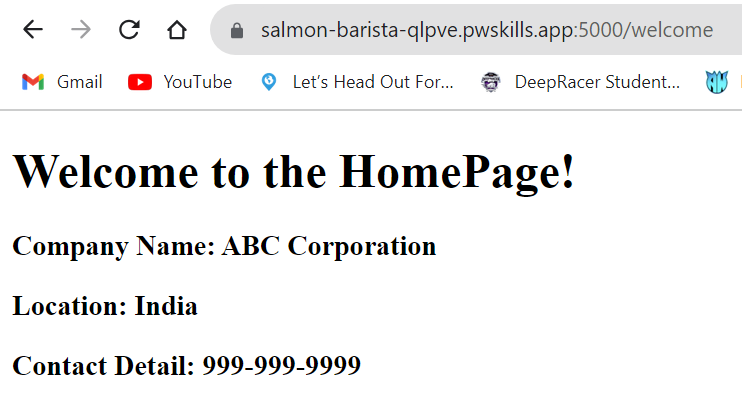 salmon-barista-qlpve.pwskills.app:5000/welcome
Gmail YouTube Let's Head Out For... DeepRacer Student...
Welcome to the HomePage!
Company Name: ABC Corporation
Location: India
Contact Detail: 999-999-9999